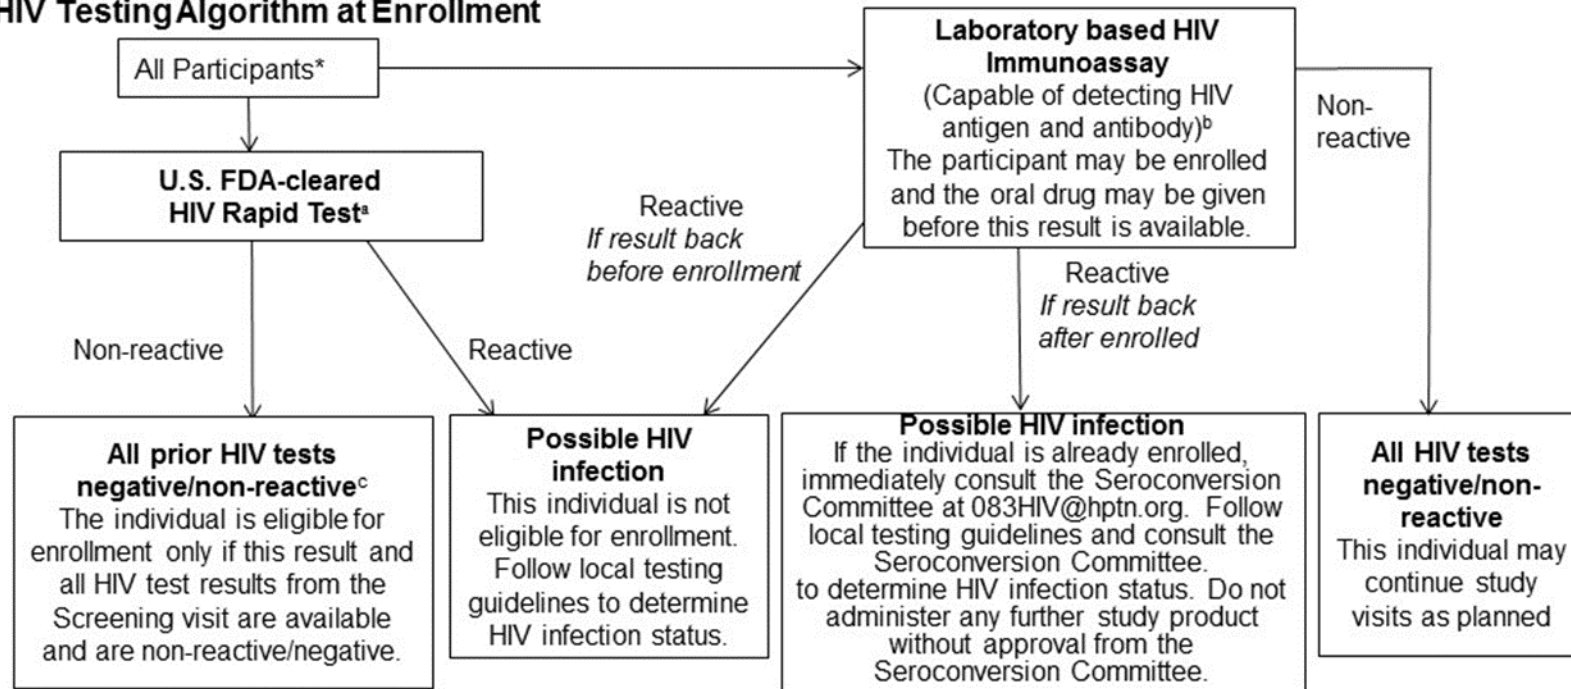 HIV Testing Algorithm at Enrollment
All Participants*
U.S. FDA-cleared
HIV Rapid Testᵃ
Laboratory based HIV
Immunoassay
(Capable of detecting HIV
antigen and antibody)ᵇ
The participant may be enrolled
and the oral drug may be given
before this result is available.
Non-
reactive
Reactive
If result back
before enrollment
Reactive
If result back
after enrolled
Non-reactive
Reactive
All prior HIV tests
negative/non-reactiveᶜ
The individual is eligible for
enrollment only if this result and
all HIV test results from the
Screening visit are available
and are non-reactive/negative.
Possible HIV
infection
This individual is not
eligible for enrollment.
Follow local testing
guidelines to determine
HIV infection status.
Possible HIV infection
If the individual is already enrolled,
immediately consult the Seroconversion
Committee at 083HIV@hptn.org. Follow
local testing guidelines and consult the
Seroconversion Committee.
to determine HIV infection status. Do not
administer any further study product
without approval from the
Seroconversion Committee.
All HIV tests
negative/non-
reactive
This individual may
continue study
visits as planned